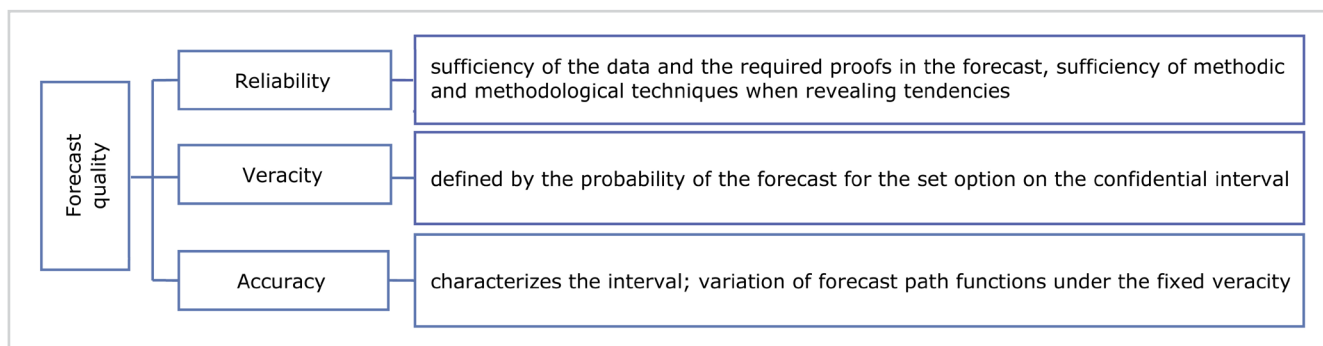 Forecast
quality
Reliability
sufficiency of the data and the required proofs in the forecast, sufficiency of methodic
and methodological techniques when revealing tendencies
Veracity
defined by the probability of the forecast for the set option on the confidential interval
Accuracy
characterizes the interval; variation of forecast path functions under the fixed veracity